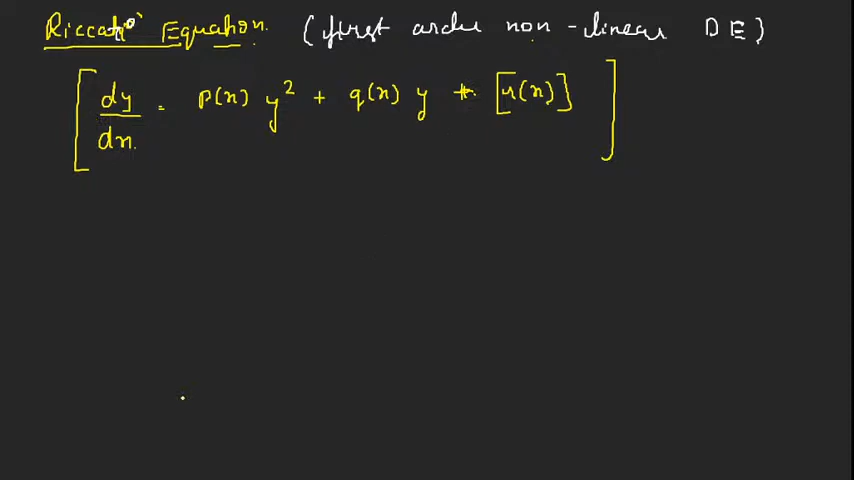 Riccati Equation. (first order non-linear DE)
[dy/dx = p(x) y² + q(x) y + [r(x)]]